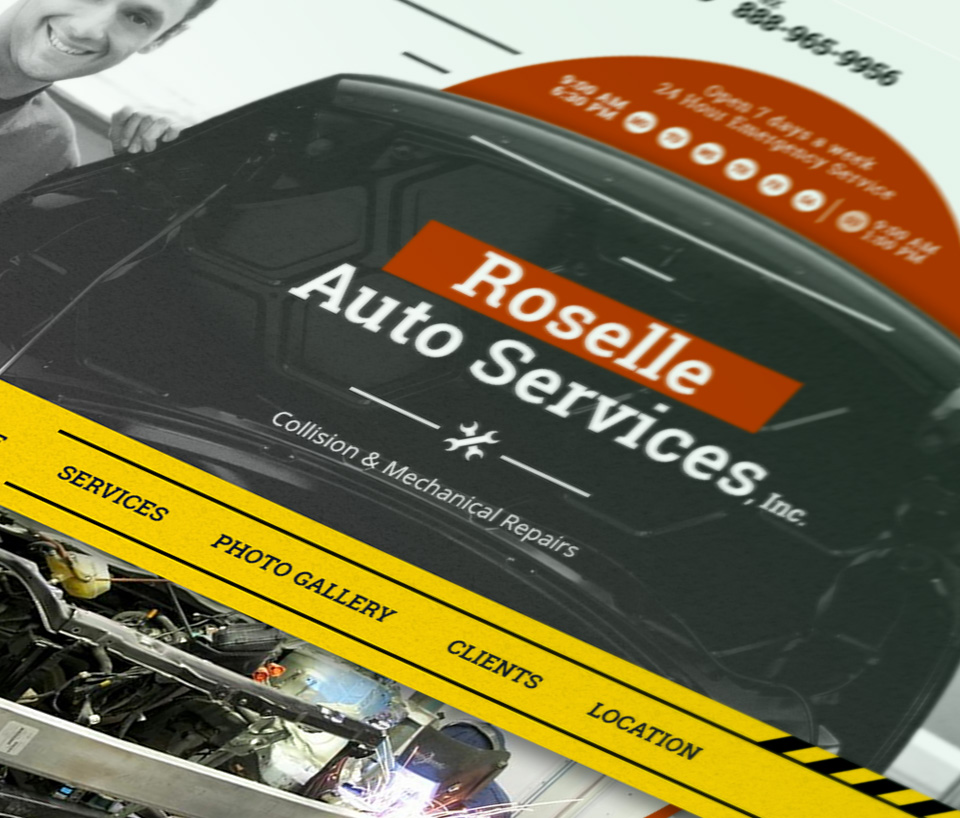 888-965-9956
Open 7 days a week
24 Hour Emergency Service
9:00 AM
6:30 PM
9:00 AM
1:00 PM
Roselle
Auto Services, Inc.
Collision & Mechanical Repairs
SERVICES
PHOTO GALLERY
CLIENTS
LOCATION